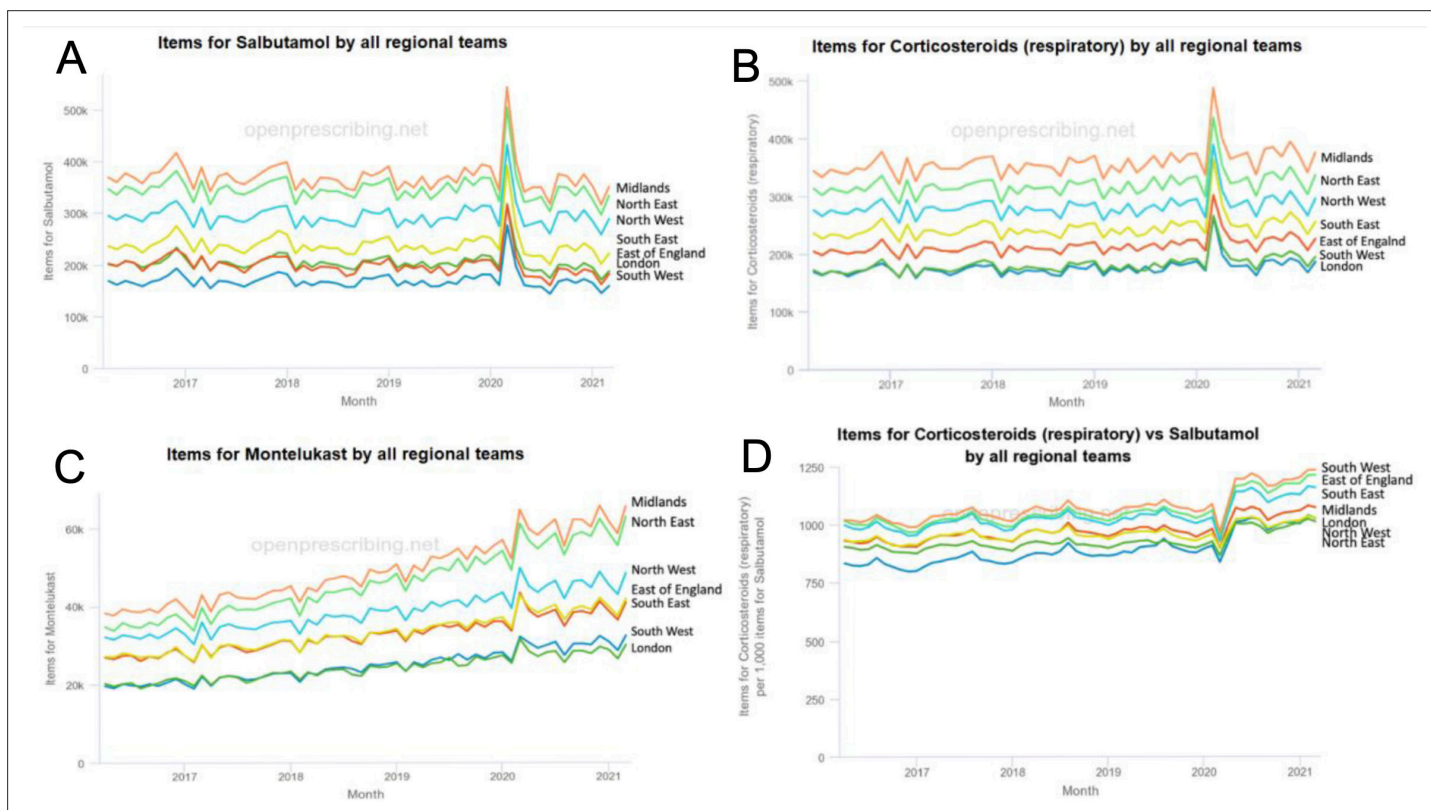 A
Items for Salbutamol by all regional teams
500k
400k
300k
200k
100k
0
Items for Salbutamol
openprescribing.net
Midlands
North East
North West
South East
East of England
London
South West
2017
2018
2019
2020
2021
Month
B
Items for Corticosteroids (respiratory) by all regional teams
500k
400k
300k
200k
100k
0
Items for Corticosteroids (respiratory)
openprescribing.net
Midlands
North East
North West
South East
East of Engalnd
South West
London
2017
2018
2019
2020
2021
Month
C
Items for Montelukast by all regional teams
60k
40k
20k
0
Items for Montelukast
openprescribing.net
Midlands
North East
North West
East of England
South East
South West
London
2017
2018
2019
2020
2021
Month
D
Items for Corticosteroids (respiratory) vs Salbutamol
by all regional teams
1250
1000
750
500
250
0
Items for Corticosteroids (respiratory)
per 1,000 items for Salbutamol
openprescribing.net
South West
East of England
South East
Midlands
London
North West
North East
2017
2018
2019
2020
2021
Month